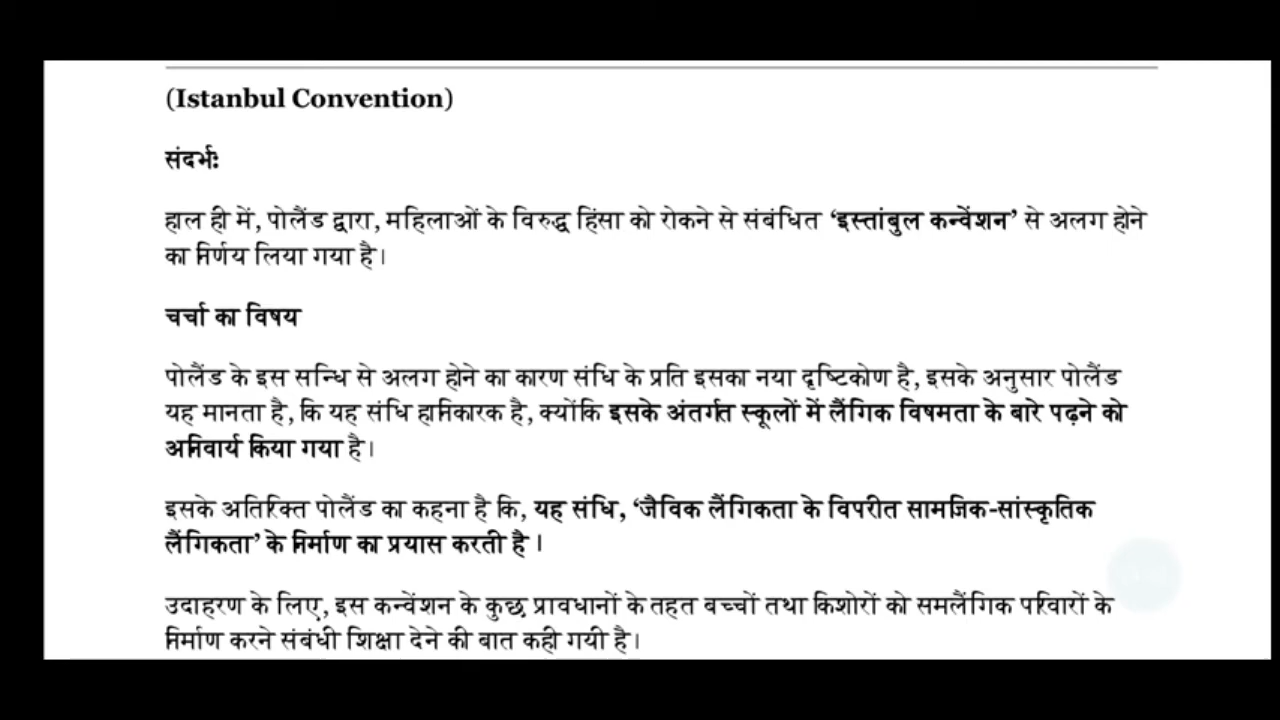 (Istanbul Convention)
संदर्भ:
हाल ही में, पोलैंड द्वारा, महिलाओं के विरुद्ध हिंसा को रोकने से संबंधित ‘इस्तांबुल कन्वेंशन’ से अलग होने
का निर्णय लिया गया है।
चर्चा का विषय
पोलैंड के इस सन्धि से अलग होने का कारण संधि के प्रति इसका नया दृष्टिकोण है, इसके अनुसार पोलैंड
यह मानता है, कि यह संधि हानिकारक है, क्योंकि इसके अंतर्गत स्कूलों में लैंगिक विषमता के बारे पढ़ने को
अनिवार्य किया गया है।
इसके अतिरिक्त पोलैंड का कहना है कि, यह संधि, ‘जैविक लैंगिकता के विपरीत सामजिक-सांस्कृतिक
लैंगिकता’ के निर्माण का प्रयास करती है ।
उदाहरण के लिए, इस कन्वेंशन के कुछ प्रावधानों के तहत बच्चों तथा किशोरों को समलैंगिक परिवारों के
निर्माण करने संबंधी शिक्षा देने की बात कही गयी है।